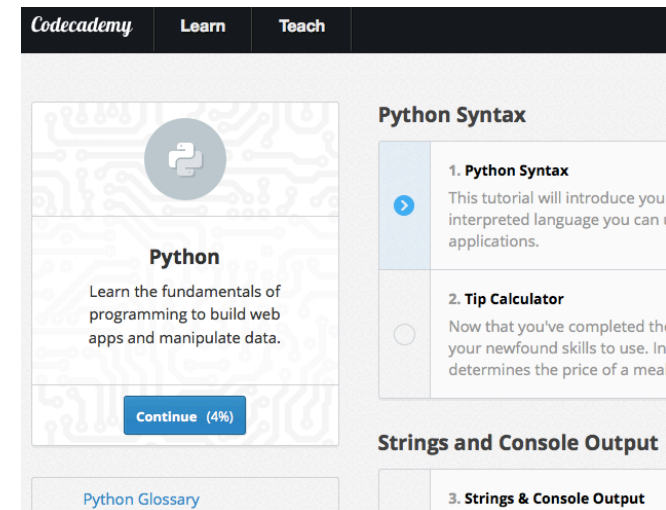 Codecademy Learn Teach
Python
Learn the fundamentals of
programming to build web
apps and manipulate data.
Continue (4%)
Python Glossary
Python Syntax
1. Python Syntax
This tutorial will introduce you
interpreted language you can
applications.
2. Tip Calculator
Now that you've completed the
your newfound skills to use. In
determines the price of a meal
Strings and Console Output
3. Strings & Console Output